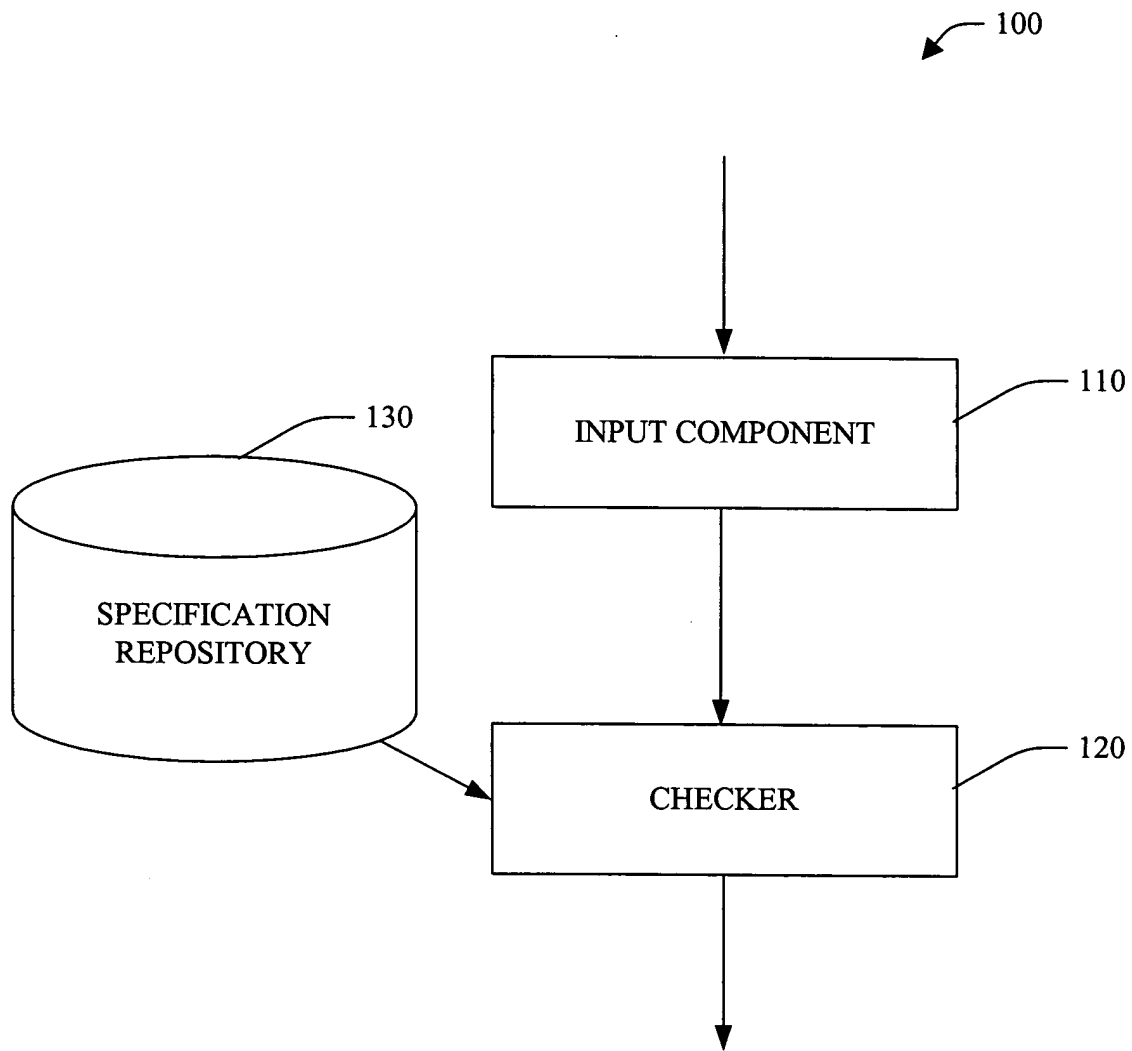 100
110
INPUT COMPONENT
130
SPECIFICATION
REPOSITORY
120
CHECKER